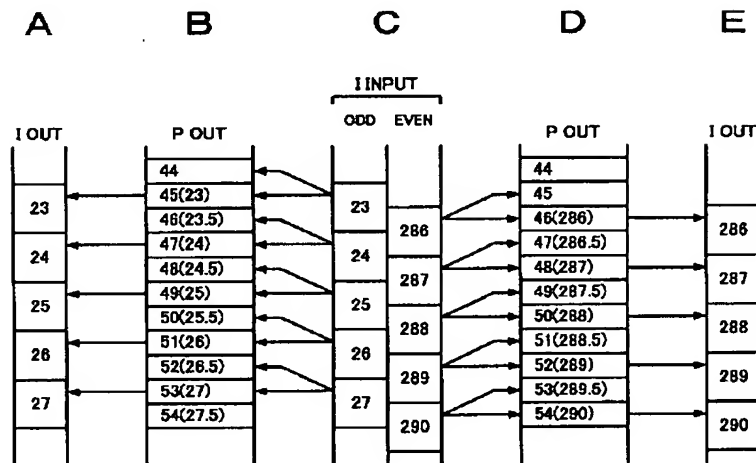 A B C D E
I INPUT
ODD EVEN
I OUT P OUT P OUT I OUT
44 44
23 45(23) 23 45
46(23.5) 286 46(286) 286
24 47(24) 24 47(286.5)
48(24.5) 287 48(287) 287
25 49(25) 25 49(287.5)
50(25.5) 288 50(288) 288
26 51(26) 26 51(288.5)
52(26.5) 289 52(289) 289
27 53(27) 27 53(289.5)
54(27.5) 290 54(290) 290